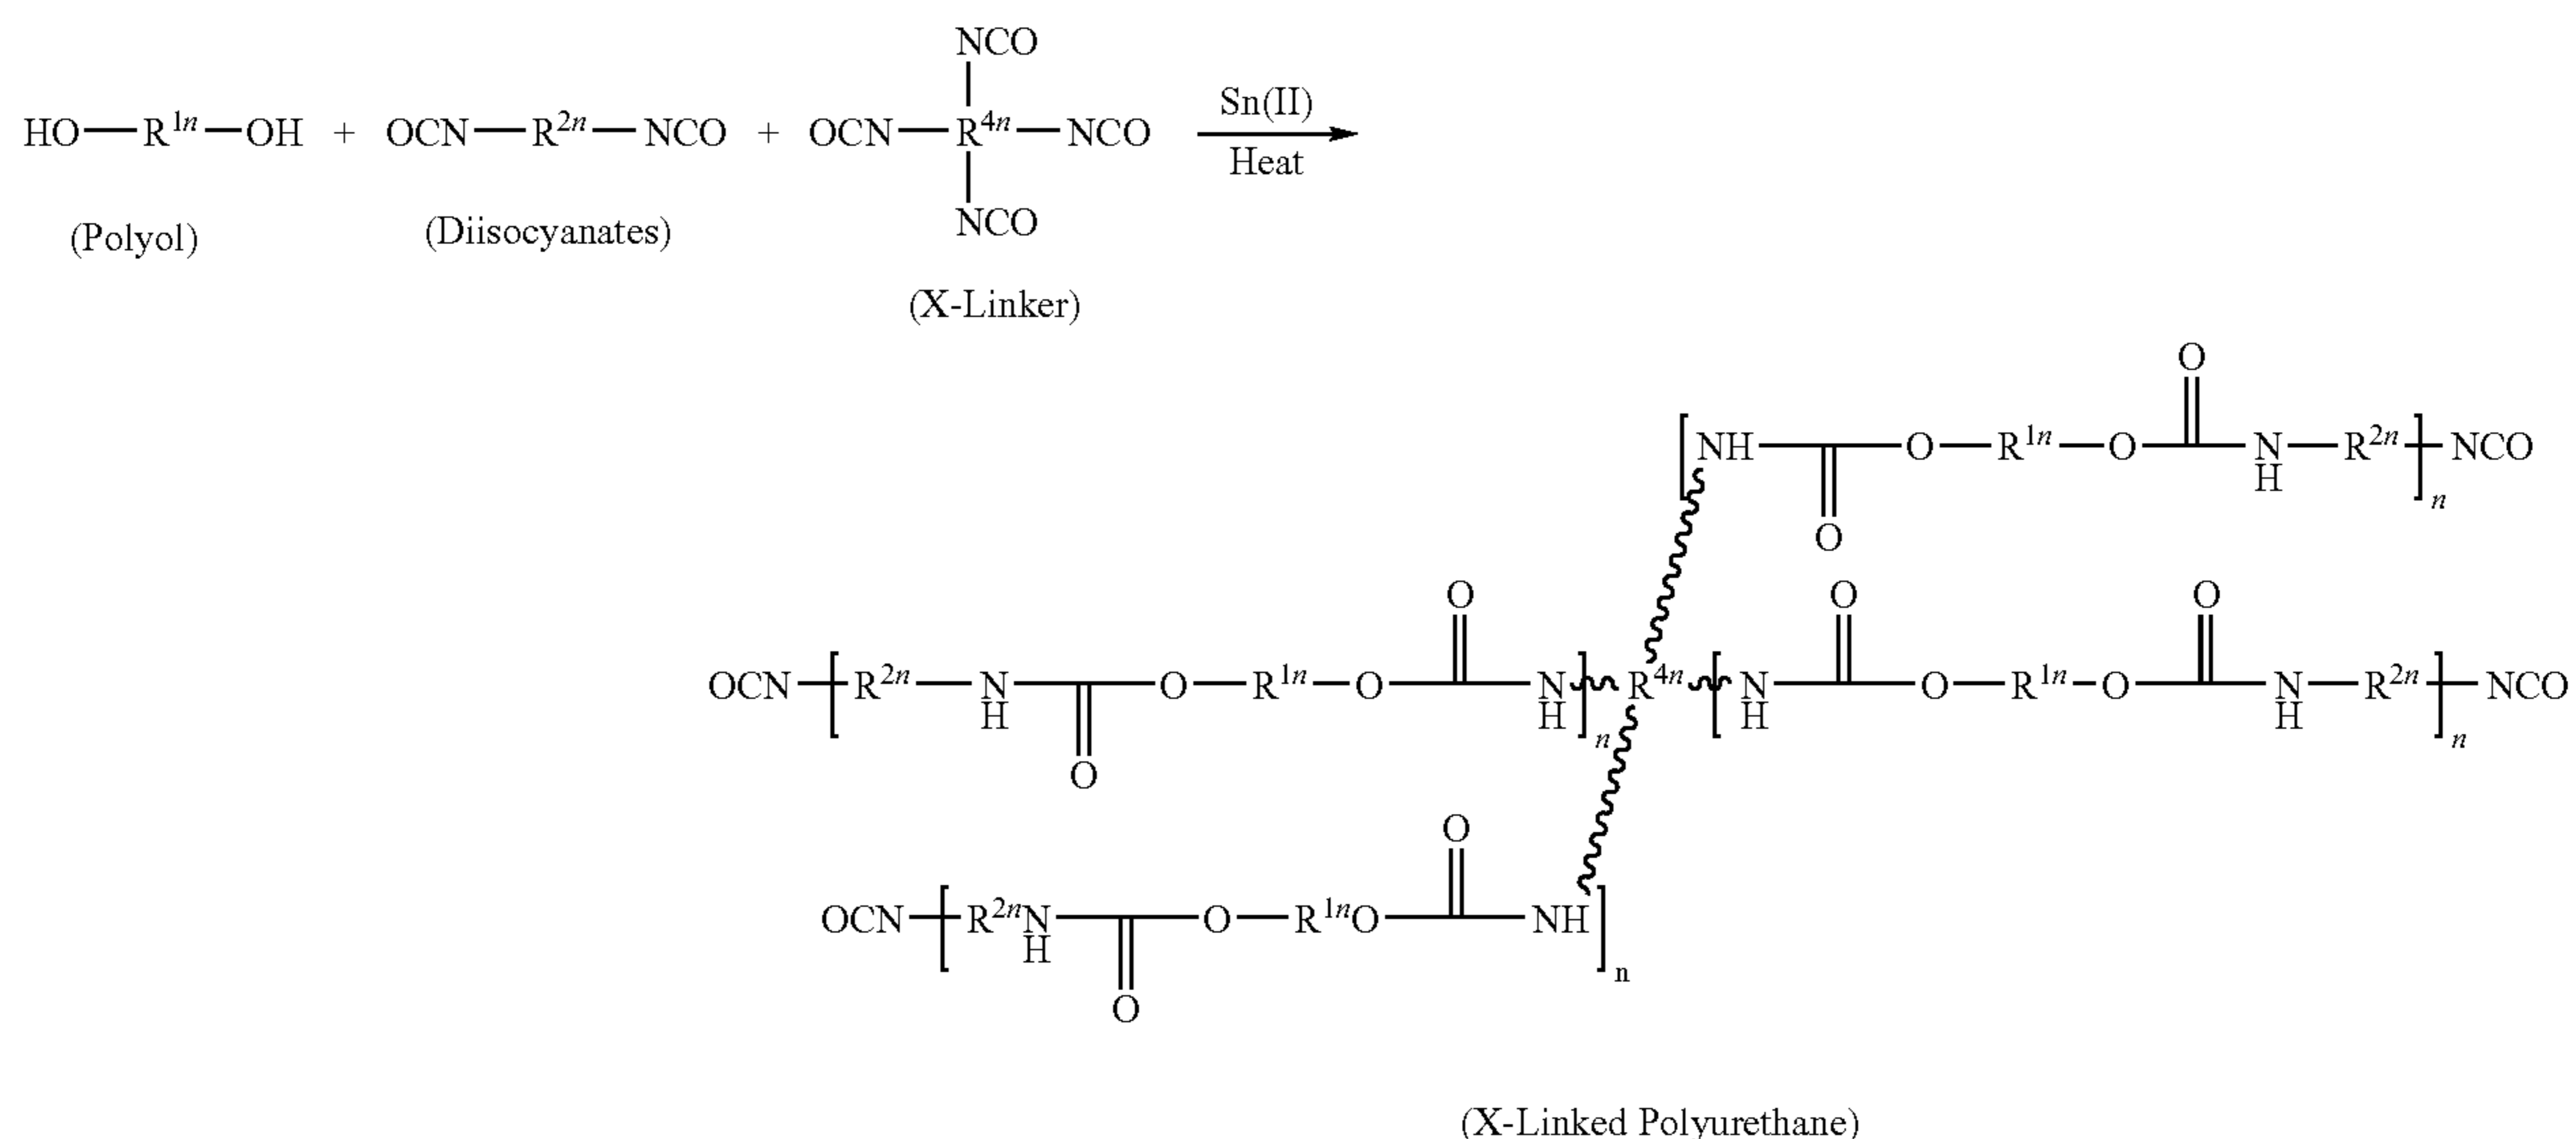 NCO
HO—R¹ⁿ—OH + OCN—R²ⁿ—NCO + OCN—R⁴ⁿ—NCO Sn(II)
Heat
NCO
(Polyol)
(Diisocyanates)
(X-Linker)
O
[NH O—R¹ⁿ—O N—R²ⁿ]ₙ NCO
H
O
O O O
OCN [R²ⁿ—N O—R¹ⁿ—O N]ₙ R⁴ⁿ [N O—R¹ⁿ—O N—R²ⁿ]ₙ NCO
H H H H
O
O
OCN [R²ⁿN O—R¹ⁿO NH]ₙ
H
O
(X-Linked Polyurethane)